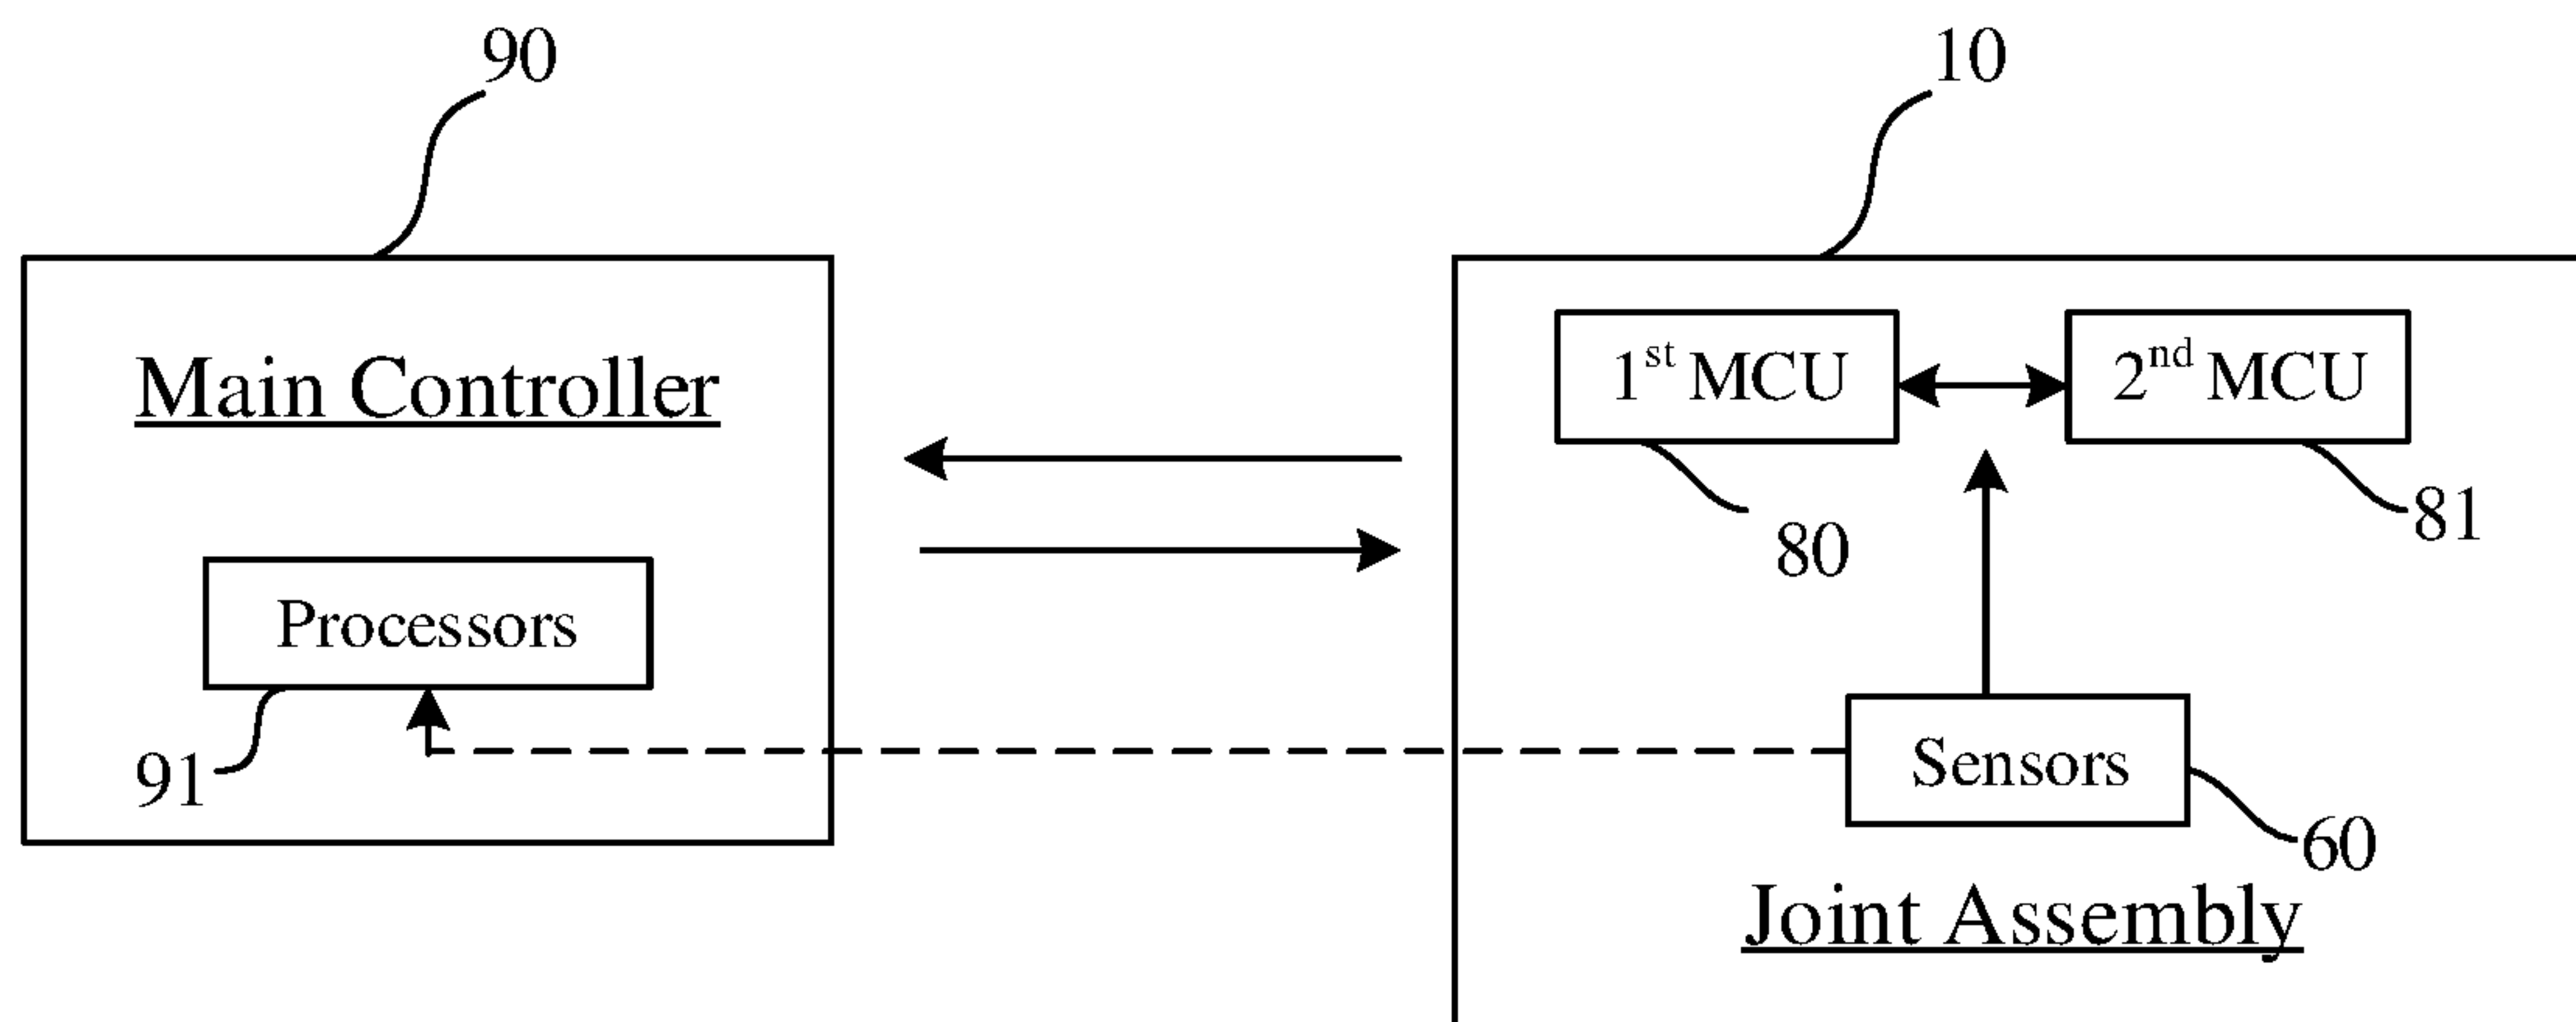 90
10
Main Controller
1st MCU
2nd MCU
80
81
Processors
91
Sensors
60
Joint Assembly